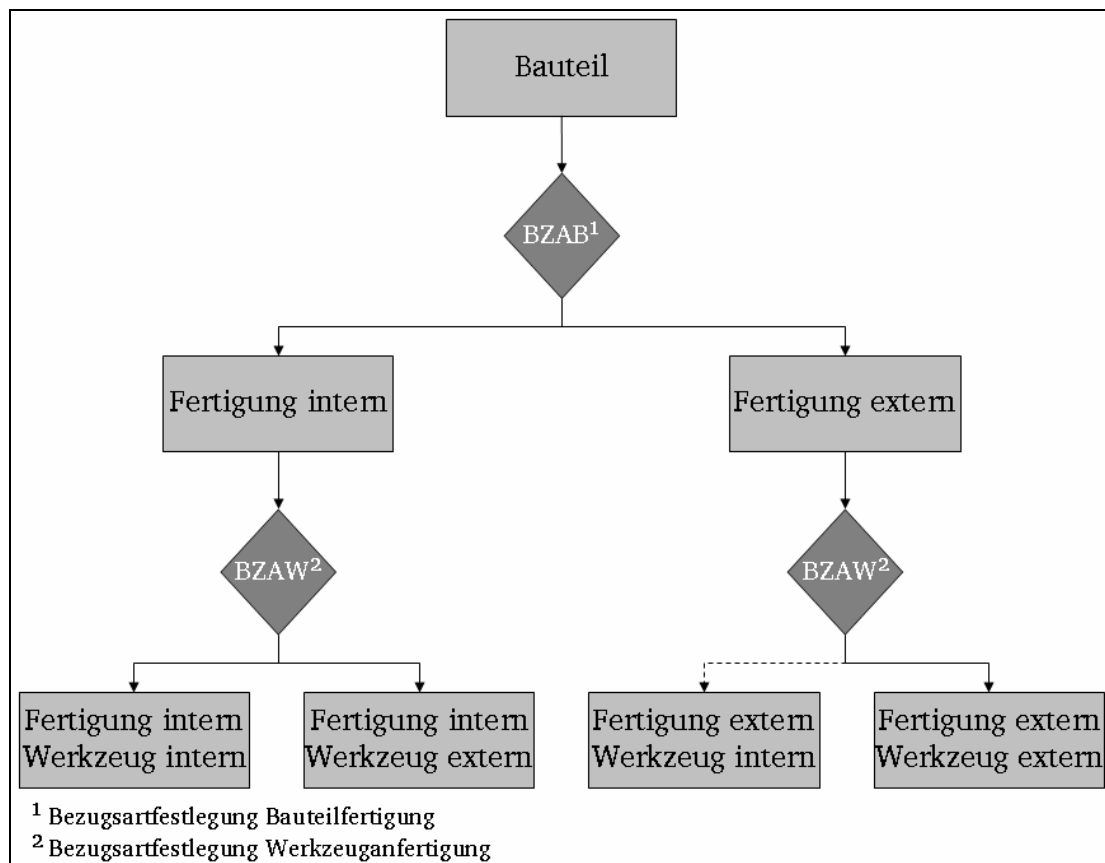 Bauteil
BZAB¹
Fertigung intern
Fertigung extern
BZAW²
BZAW²
Fertigung intern
Werkzeug intern
Fertigung intern
Werkzeug extern
Fertigung extern
Werkzeug intern
Fertigung extern
Werkzeug extern
¹ Bezugsartfestlegung Bauteilfertigung
² Bezugsartfestlegung Werkzeuganfertigung